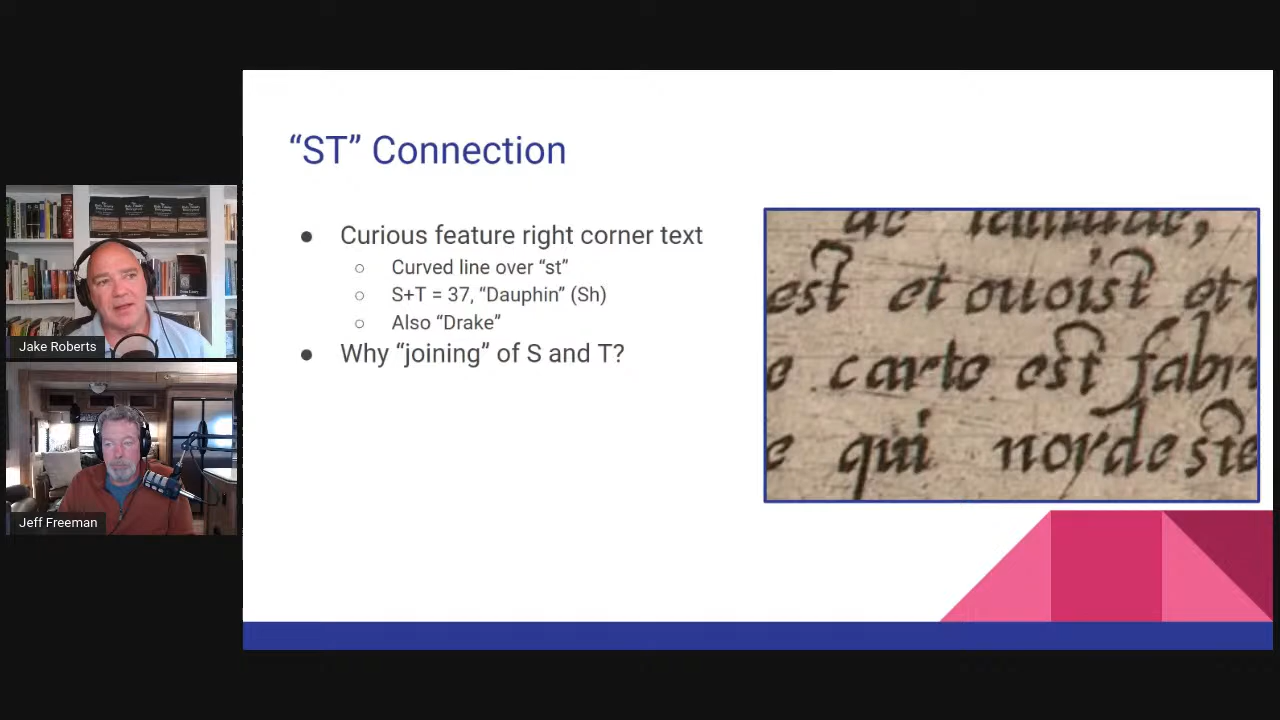 “ST” Connection
● Curious feature right corner text
○ Curved line over “st”
○ S+T = 37, “Dauphin” (Sh)
○ Also “Drake”
● Why “joining” of S and T?
est et ouoist et
carte est fabr
qui nordeste
Jake Roberts
Jeff Freeman